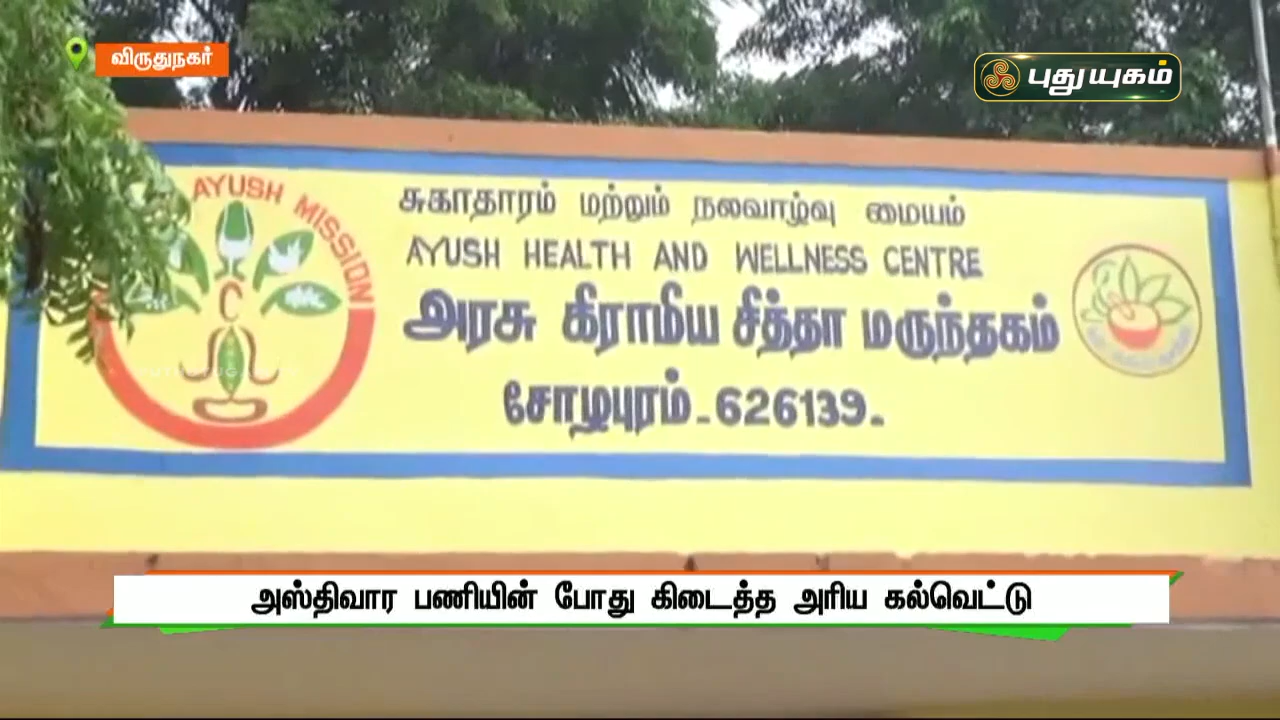 விருதுநகர்
புதுயுகம்
AYUSH MISSION
சுகாதாரம் மற்றும் நலவாழ்வு மையம்
AYUSH HEALTH AND WELLNESS CENTRE
அரசு கிராமிய சித்தா மருந்தகம்
சோழபுரம்-626139.
அஸ்திவார பணியின் போது கிடைத்த அரிய கல்வெட்டு